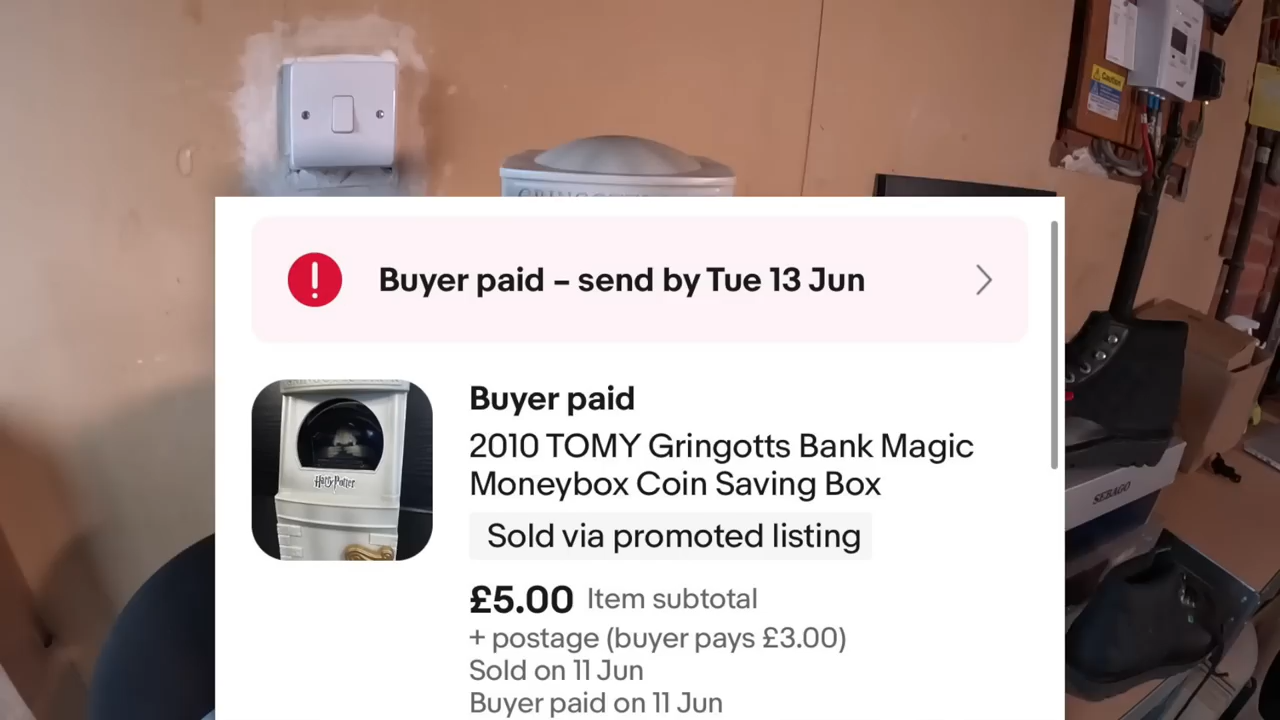 Caution
GRINGOTTS
Buyer paid – send by Tue 13 Jun
Buyer paid
2010 TOMY Gringotts Bank Magic
Moneybox Coin Saving Box
Harry Potter
Sold via promoted listing
£5.00 Item subtotal
+ postage (buyer pays £3.00)
Sold on 11 Jun
Buyer paid on 11 Jun
SEBAGO